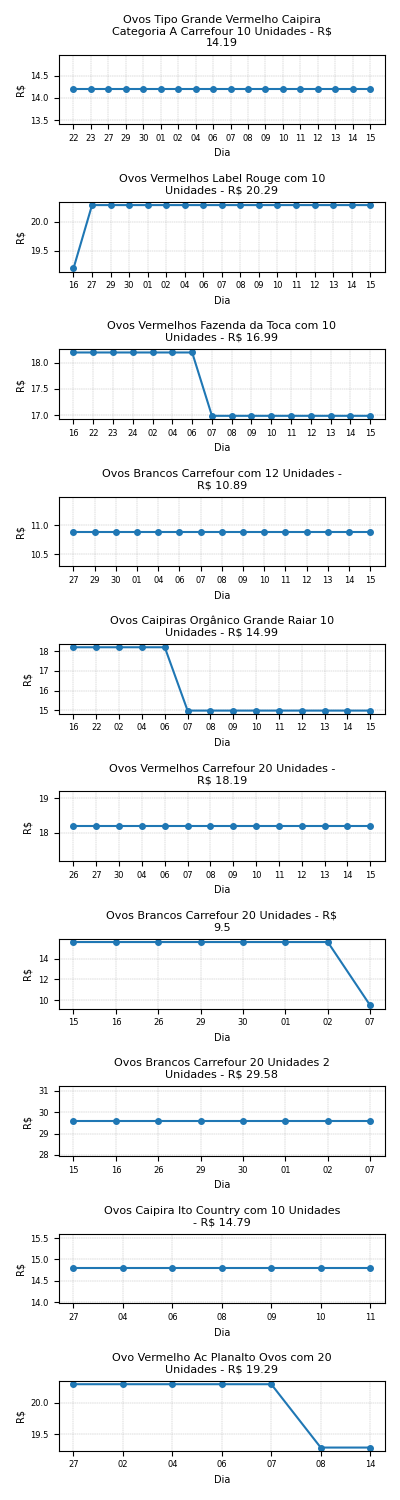 Ovos Tipo Grande Vermelho Caipira
Categoria A Carrefour 10 Unidades - R$
14.19
14.5
14.0
13.5
R$
22 23 27 29 30 01 02 04 06 07 08 09 10 11 12 13 14 15
Dia
Ovos Vermelhos Label Rouge com 10
Unidades - R$ 20.29
20.0
19.5
R$
16 27 29 30 01 02 04 06 07 08 09 10 11 12 13 14 15
Dia
Ovos Vermelhos Fazenda da Toca com 10
Unidades - R$ 16.99
18.0
17.5
17.0
R$
16 22 23 24 02 04 06 07 08 09 10 11 12 13 14 15
Dia
Ovos Brancos Carrefour com 12 Unidades -
R$ 10.89
11.0
10.5
R$
27 29 30 01 04 06 07 08 09 10 11 12 13 14 15
Dia
Ovos Caipiras Orgânico Grande Raiar 10
Unidades - R$ 14.99
18
17
16
15
R$
16 22 02 04 06 07 08 09 10 11 12 13 14 15
Dia
Ovos Vermelhos Carrefour 20 Unidades -
R$ 18.19
19
18
R$
26 27 30 04 06 07 08 09 10 11 12 13 14 15
Dia
Ovos Brancos Carrefour 20 Unidades - R$
9.5
14
12
10
R$
15 16 26 29 30 01 02 07
Dia
Ovos Brancos Carrefour 20 Unidades 2
Unidades - R$ 29.58
31
30
29
28
R$
15 16 26 29 30 01 02 07
Dia
Ovos Caipira Ito Country com 10 Unidades
- R$ 14.79
15.5
15.0
14.5
14.0
R$
27 04 06 08 09 10 11
Dia
Ovo Vermelho Ac Planalto Ovos com 20
Unidades - R$ 19.29
20.0
19.5
R$
27 02 04 06 07 08 14
Dia